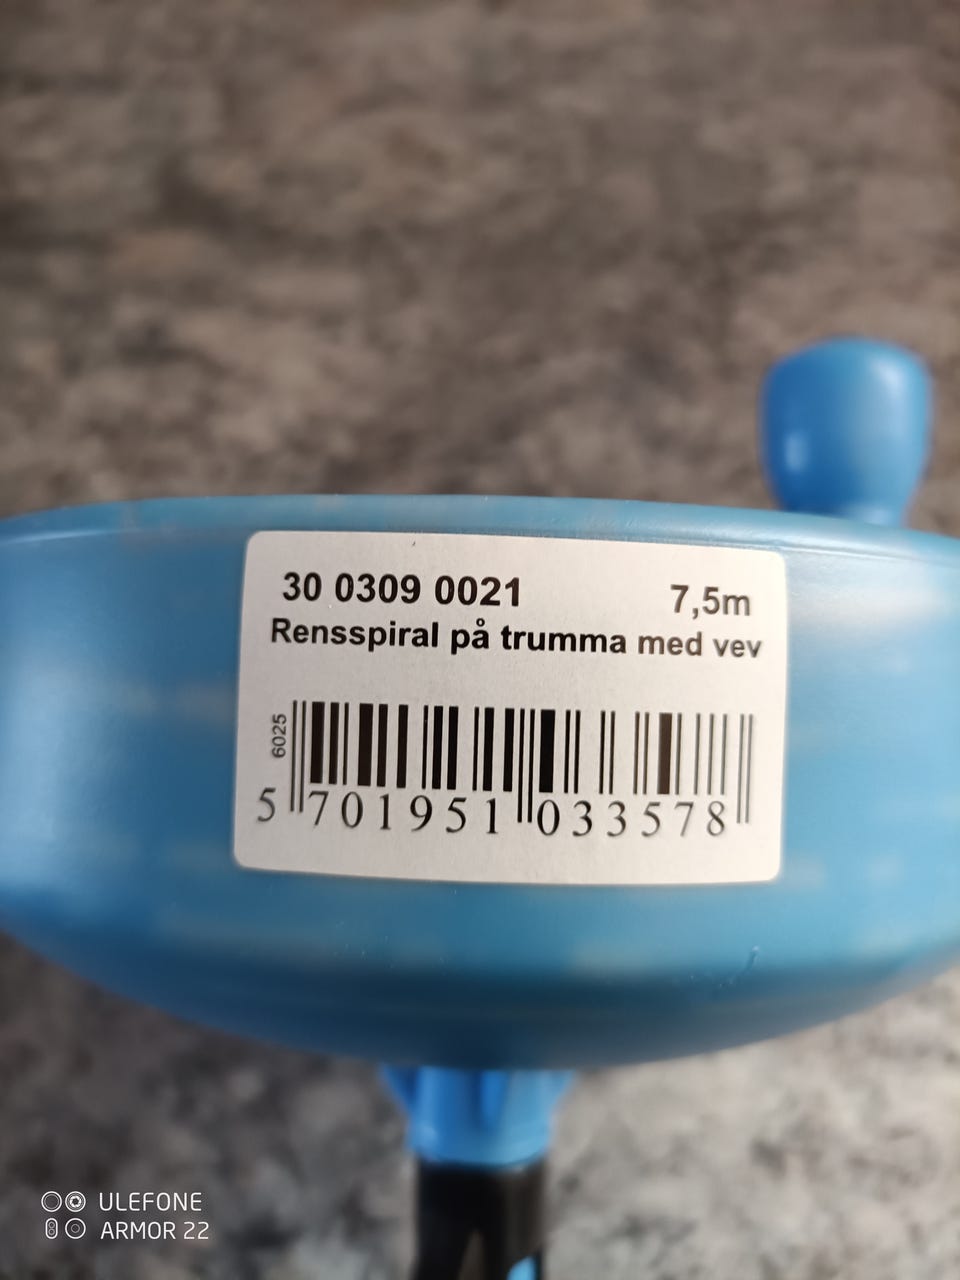 30 0309 0021 7,5m
Rensspiral på trumma med vev
6025
5 701951 033578
ULEFONE
ARMOR 22